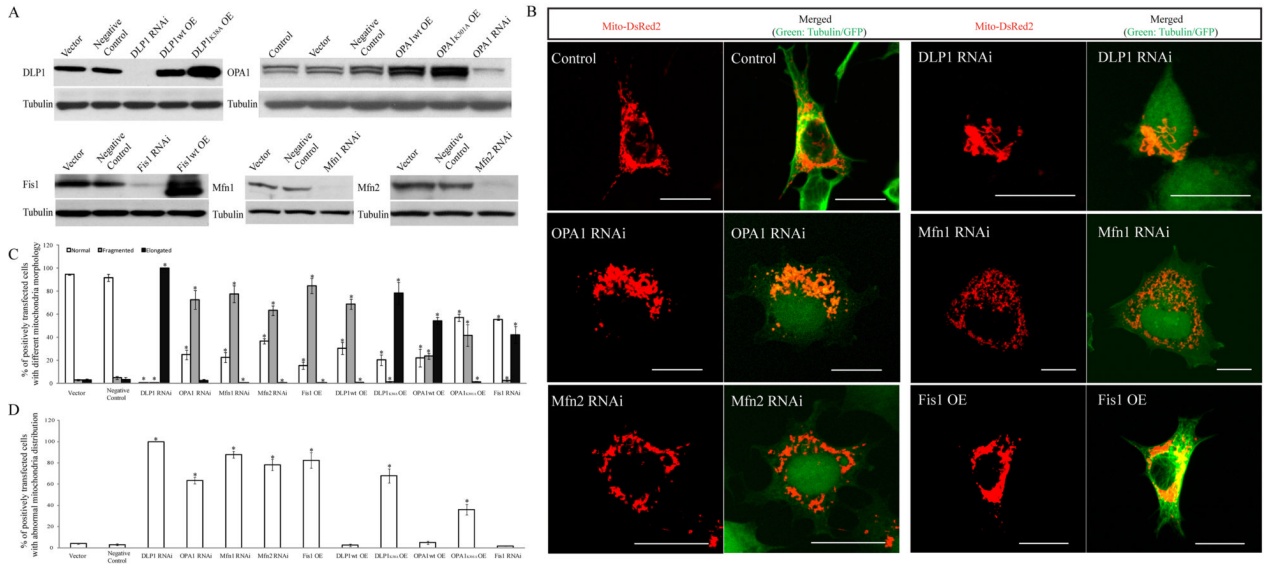 A
Vector
Negative Control
DLP1 RNAi
DLP1wt OE
DLP1K38A OE
DLP1
Tubulin
Control
Vector
Negative Control
OPA1wt OE
OPA1K301A OE
OPA1 RNAi
OPA1
Tubulin
Vector
Negative Control
Fis1 RNAi
Fis1wt OE
Fis1
Tubulin
Vector
Negative Control
Mfn1 RNAi
Mfn1
Tubulin
Vector
Negative Control
Mfn2 RNAi
Mfn2
Tubulin
B
Mito-DsRed2
Merged
(Green: Tubulin/GFP)
Mito-DsRed2
Merged
(Green: Tubulin/GFP)
Control
Control
DLP1 RNAi
DLP1 RNAi
OPA1 RNAi
OPA1 RNAi
Mfn1 RNAi
Mfn1 RNAi
Mfn2 RNAi
Mfn2 RNAi
Fis1 OE
Fis1 OE
C
% of positively transfected cells
with different mitochondria morphology
Normal Fragmented Elongated
120
100
80
60
40
20
0
Vector
Negative
Control
DLP1 RNAi
OPA1 RNAi
Mfn1 RNAi
Mfn2 RNAi
Fis1 OE
DLP1wt OE
DLP1K38A OE
OPA1wt OE
OPA1K301A OE
Fis1 RNAi
D
% of positively transfected cells
with abnormal mitochondria distribution
120
100
80
60
40
20
0
Vector
Negative
Control
DLP1 RNAi
OPA1 RNAi
Mfn1 RNAi
Mfn2 RNAi
Fis1 OE
DLP1wt OE
DLP1K38A OE
OPA1wt OE
OPA1K301A OE
Fis1 RNAi